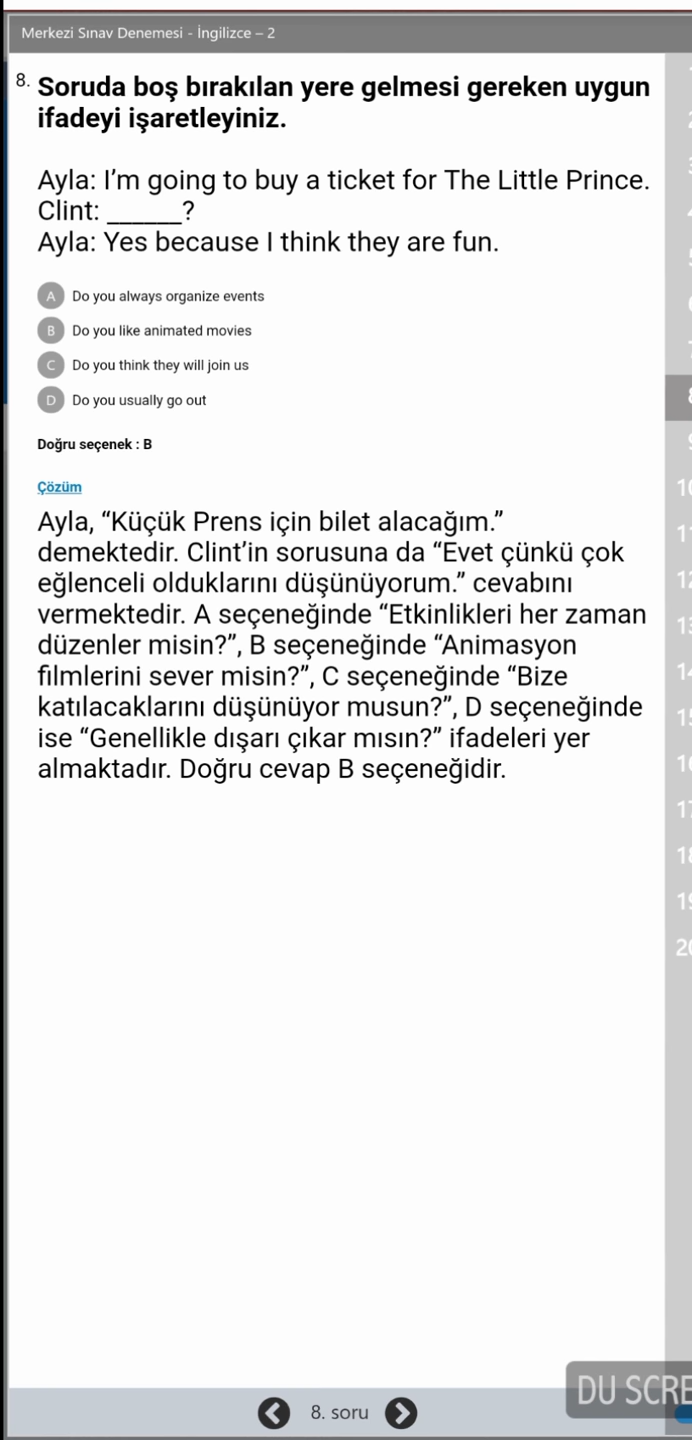 Merkezi Sınav Denemesi - İngilizce – 2
8. Soruda boş bırakılan yere gelmesi gereken uygun
ifadeyi işaretleyiniz.
Ayla: I’m going to buy a ticket for The Little Prince.
Clint: ______?
Ayla: Yes because I think they are fun.
A Do you always organize events
B Do you like animated movies
C Do you think they will join us
D Do you usually go out
Doğru seçenek : B
Çözüm
Ayla, “Küçük Prens için bilet alacağım.”
demektedir. Clint’in sorusuna da “Evet çünkü çok
eğlenceli olduklarını düşünüyorum.” cevabını
vermektedir. A seçeneğinde “Etkinlikleri her zaman
düzenler misin?”, B seçeneğinde “Animasyon
filmlerini sever misin?”, C seçeneğinde “Bize
katılacaklarını düşünüyor musun?”, D seçeneğinde
ise “Genellikle dışarı çıkar mısın?” ifadeleri yer
almaktadır. Doğru cevap B seçeneğidir.
8. soru
DU SCRE